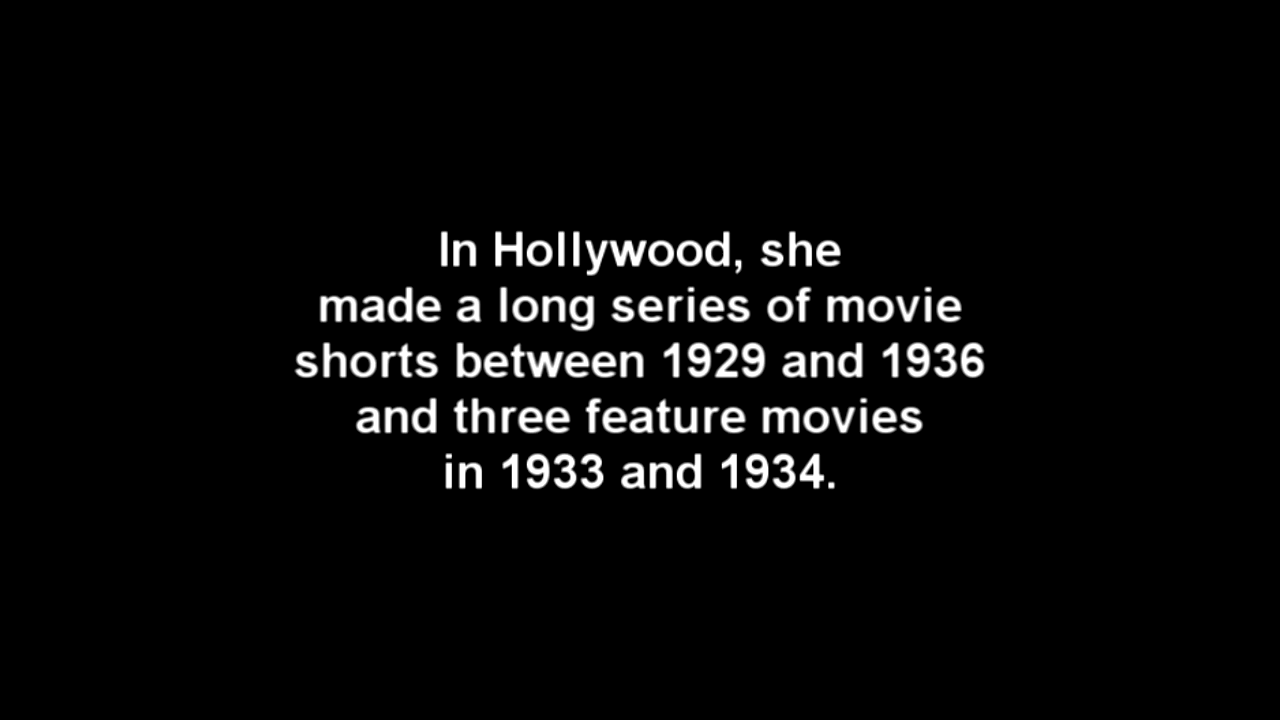 In Hollywood, she
made a long series of movie
shorts between 1929 and 1936
and three feature movies
in 1933 and 1934.